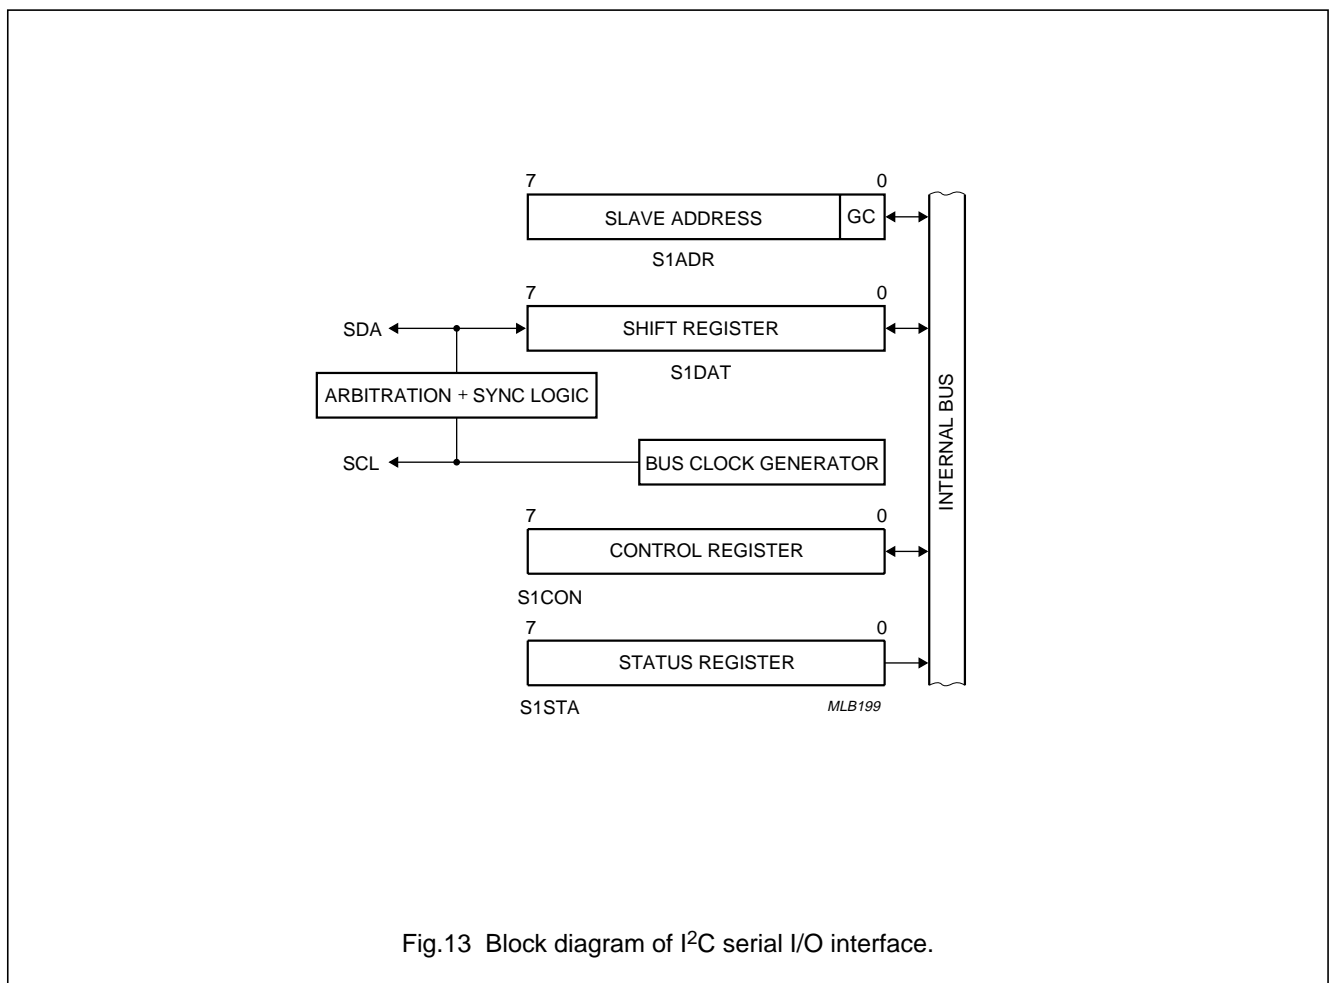 7 0
SLAVE ADDRESS GC
S1ADR
7 0
SDA SHIFT REGISTER
S1DAT
ARBITRATION + SYNC LOGIC
INTERNAL BUS
SCL BUS CLOCK GENERATOR
7 0
CONTROL REGISTER
S1CON
7 0
STATUS REGISTER
S1STA MLB199
Fig.13 Block diagram of I²C serial I/O interface.